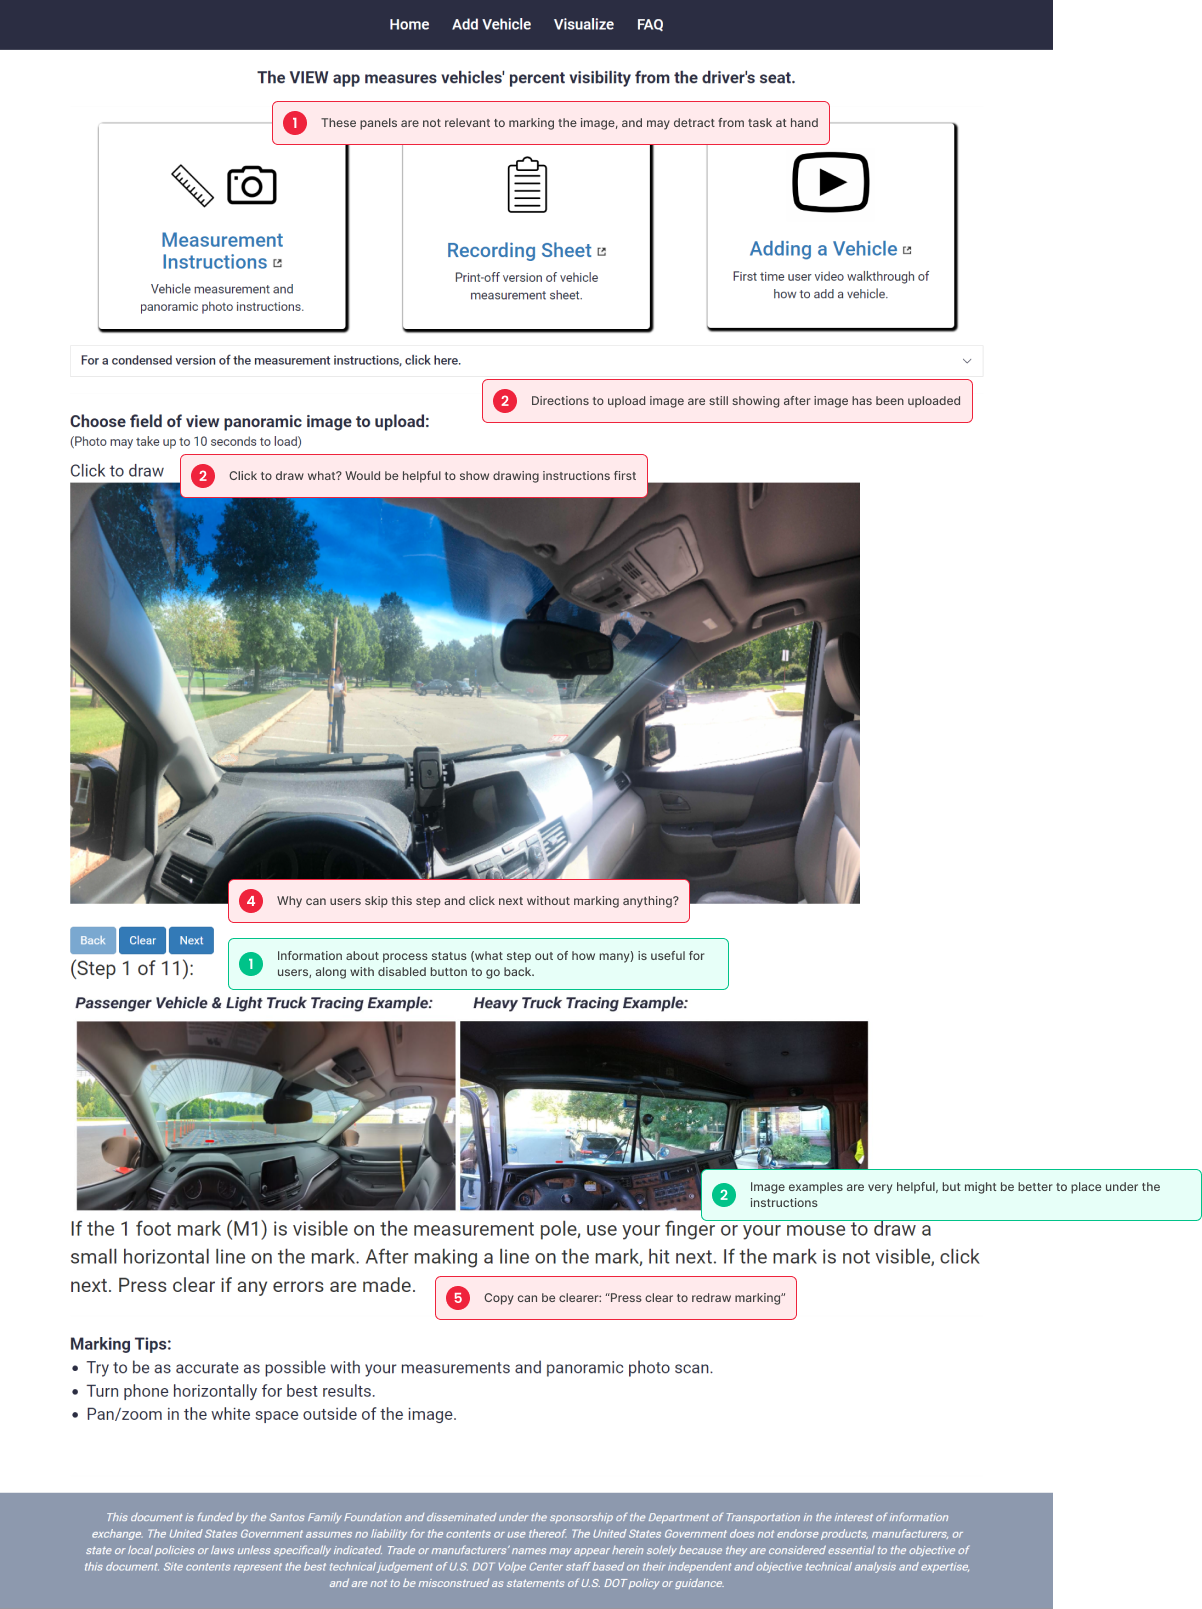 Home Add Vehicle Visualize FAQ
The VIEW app measures vehicles' percent visibility from the driver's seat.
1 These panels are not relevant to marking the image, and may detract from task at hand
Measurement
Instructions
Vehicle measurement and
panoramic photo instructions.
Recording Sheet
Print-off version of vehicle
measurement sheet.
Adding a Vehicle
First time user video walkthrough of
how to add a vehicle.
For a condensed version of the measurement instructions, click here.
2 Directions to upload image are still showing after image has been uploaded
Choose field of view panoramic image to upload:
(Photo may take up to 10 seconds to load)
Click to draw
2 Click to draw what? Would be helpful to show drawing instructions first
4 Why can users skip this step and click next without marking anything?
Back Clear Next
(Step 1 of 11):
1 Information about process status (what step out of how many) is useful for
users, along with disabled button to go back.
Passenger Vehicle & Light Truck Tracing Example:
Heavy Truck Tracing Example:
2 Image examples are very helpful, but might be better to place under the
instructions
If the 1 foot mark (M1) is visible on the measurement pole, use your finger or your mouse to draw a
small horizontal line on the mark. After making a line on the mark, hit next. If the mark is not visible, click
next. Press clear if any errors are made.
5 Copy can be clearer: “Press clear to redraw marking”
Marking Tips:
• Try to be as accurate as possible with your measurements and panoramic photo scan.
• Turn phone horizontally for best results.
• Pan/zoom in the white space outside of the image.
This document is funded by the Santos Family Foundation and disseminated under the sponsorship of the Department of Transportation in the interest of information
exchange. The United States Government assumes no liability for the contents or use thereof. The United States Government does not endorse products, manufacturers, or
state or local policies or laws unless specifically indicated. Trade or manufacturers' names may appear herein solely because they are considered essential to the objective of
this document. Site contents represent the best technical judgement of U.S. DOT Volpe Center staff based on their independent and objective technical analysis and expertise,
and are not to be misconstrued as statements of U.S. DOT policy or guidance.